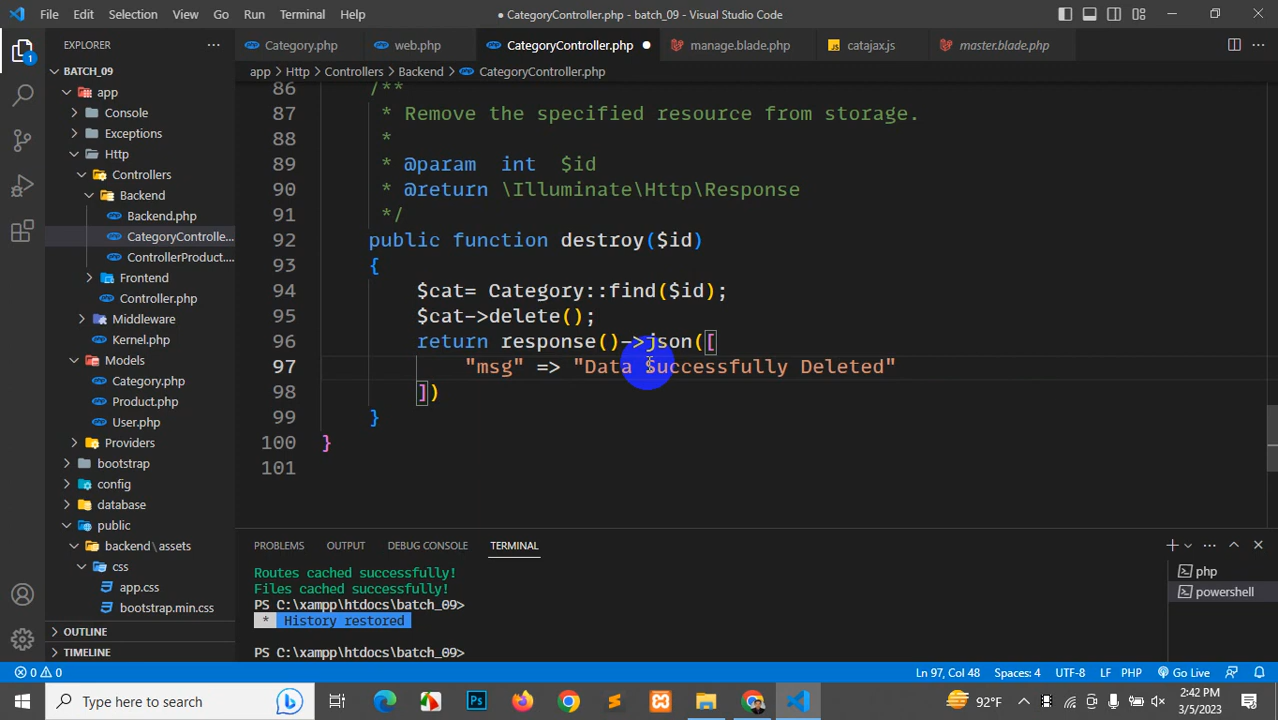 File Edit Selection View Go Run Terminal Help
● CategoryController.php - batch_09 - Visual Studio Code
EXPLORER
Category.php
web.php
CategoryController.php
manage.blade.php
catajax.js
master.blade.php
app > Http > Controllers > Backend > CategoryController.php
1
BATCH_09
app
Console
Exceptions
Http
Controllers
Backend
Backend.php
CategoryControlle...
ControllerProduct....
Frontend
Controller.php
Middleware
Kernel.php
Models
Category.php
Product.php
User.php
Providers
bootstrap
config
database
public
backend\assets
css
app.css
bootstrap.min.css
OUTLINE
TIMELINE
86 /**
87 * Remove the specified resource from storage.
88 *
89 * @param int $id
90 * @return \Illuminate\Http\Response
91 */
92 public function destroy($id)
93 {
94 $cat= Category::find($id);
95 $cat->delete();
96 return response()->json([
97 "msg" => "Data Successfully Deleted"
98 ])
99 }
100 }
101
PROBLEMS OUTPUT DEBUG CONSOLE TERMINAL
Routes cached successfully!
Files cached successfully!
PS C:\xampp\htdocs\batch_09>
* History restored
PS C:\xampp\htdocs\batch_09>
php
powershell
0 0
Ln 97, Col 48 Spaces: 4 UTF-8 LF PHP Go Live
Type here to search
Ps
92°F
2:42 PM
3/5/2023